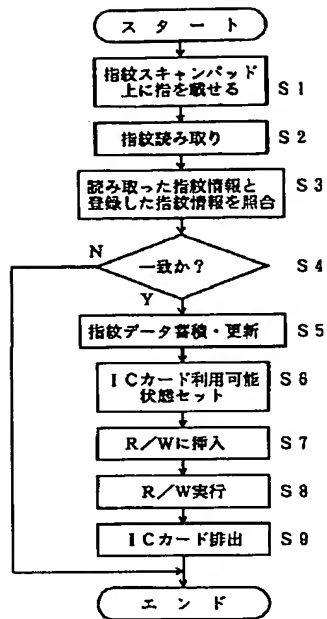 スタート
指紋スキャンパッド
上に指を載せる
S1
指紋読み取り
S2
読み取った指紋情報と
登録した指紋情報を照合
S3
N
一致か?
S4
Y
指紋データ蓄積・更新
S5
ICカード利用可能
状態セット
S6
R/Wに挿入
S7
R/W実行
S8
ICカード排出
S9
エンド